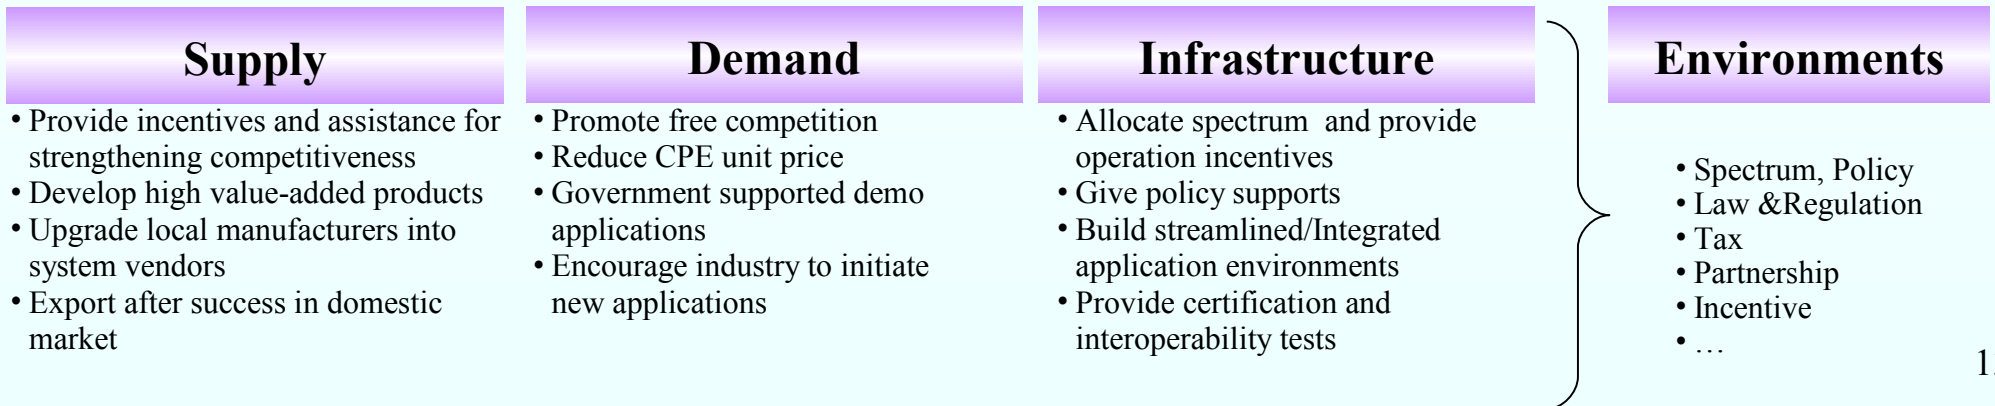 Supply
• Provide incentives and assistance for
strengthening competitiveness
• Develop high value-added products
• Upgrade local manufacturers into
system vendors
• Export after success in domestic
market
Demand
• Promote free competition
• Reduce CPE unit price
• Government supported demo
applications
• Encourage industry to initiate
new applications
Infrastructure
• Allocate spectrum  and provide
operation incentives
• Give policy supports
• Build streamlined/Integrated
application environments
• Provide certification and
interoperability tests
Environments
• Spectrum, Policy
• Law &Regulation
• Tax
• Partnership
• Incentive
• …